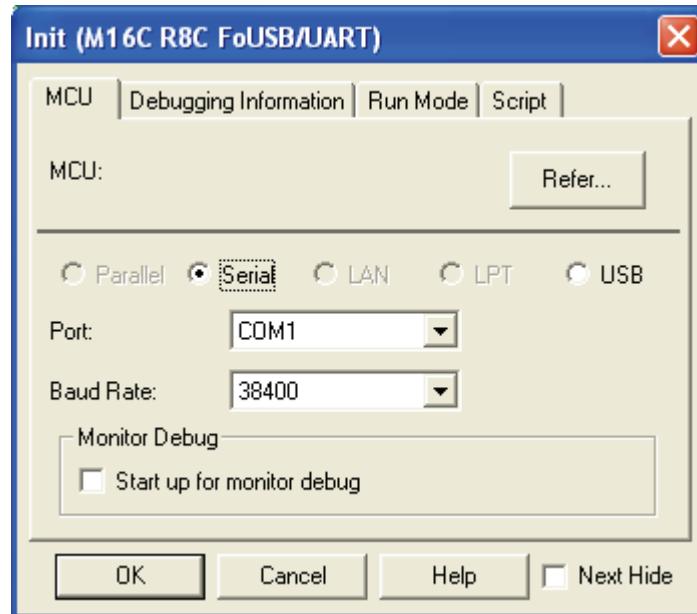 Init (M16C R8C FoUSB/UART)
MCU Debugging Information Run Mode Script
MCU: Refer...
Parallel Serial LAN LPT USB
Port: COM1
Baud Rate: 38400
Monitor Debug
Start up for monitor debug
OK Cancel Help Next Hide